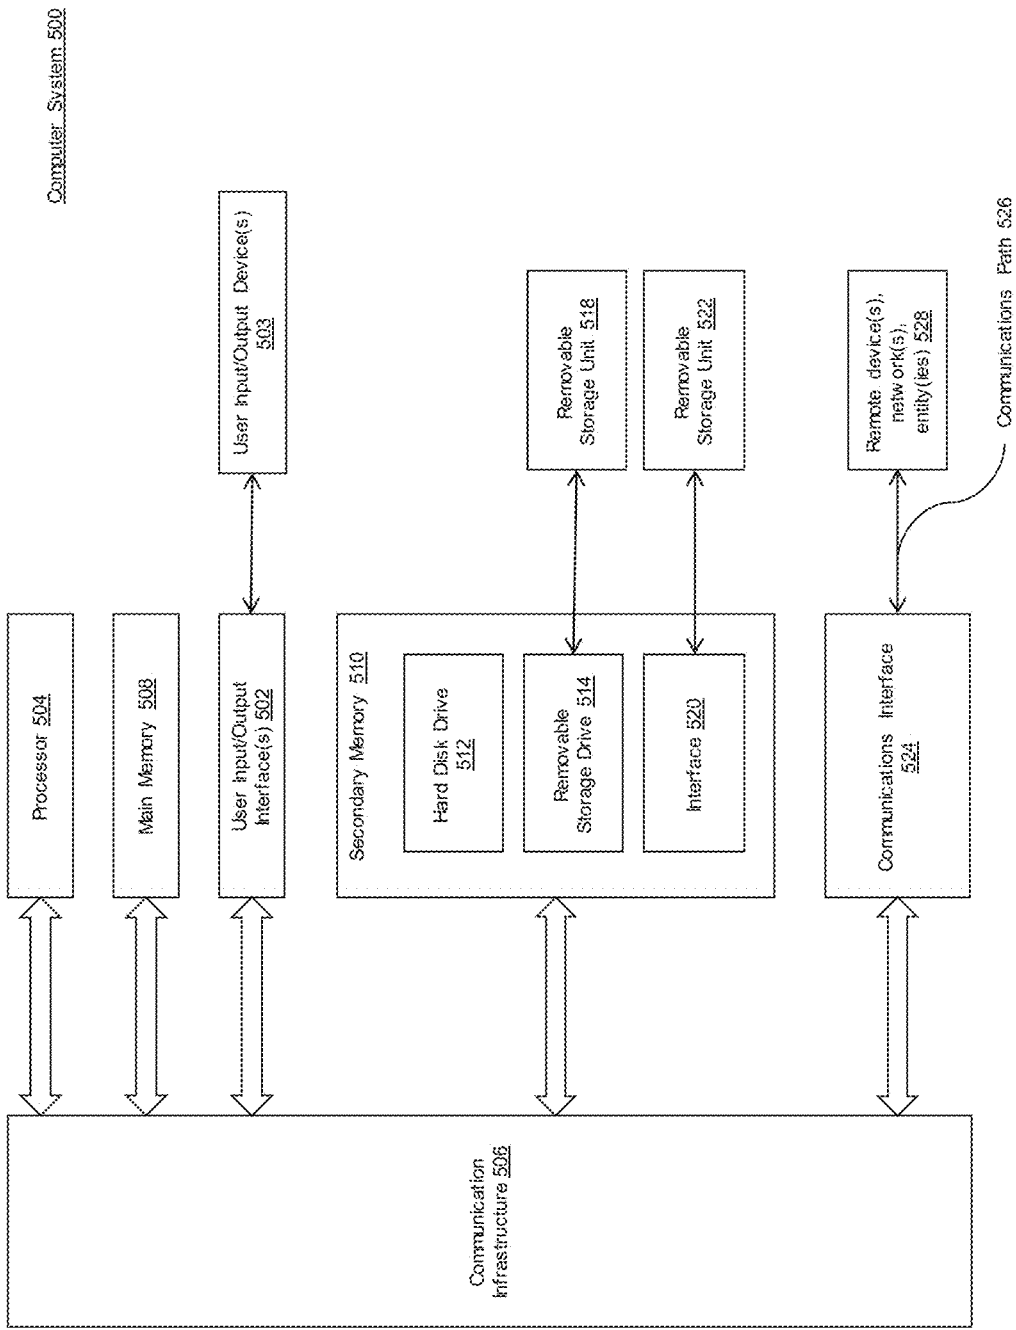 Computer System 500
Processor 504
Main Memory 508
User Input/Output
Interface(s) 502
User Input/Output Device(s)
503
Secondary Memory 510
Hard Disk Drive
512
Removable
Storage Drive 514
Removable
Storage Unit 518
Interface 520
Removable
Storage Unit 522
Communications Interface
524
Remote device(s),
network(s),
entity(ies) 528
Communications Path 526
Communication
Infrastructure 506